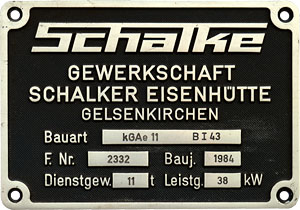 Schalke
GEWERKSCHAFT
SCHALKER EISENHÜTTE
GELSENKIRCHEN
Bauart kGAe 11 B I 43
F. Nr. 2332 Bauj. 1984
Dienstgew. 11 t Leistg. 38 kW